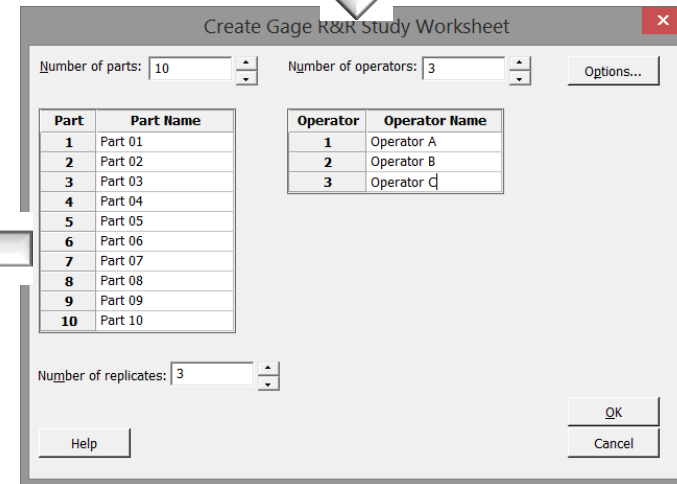 Create Gage R&R Study Worksheet
Number of parts: 10 Number of operators: 3 Options...
Part Part Name Operator Operator Name
1 Part 01 1 Operator A
2 Part 02 2 Operator B
3 Part 03 3 Operator C
4 Part 04
5 Part 05
6 Part 06
7 Part 07
8 Part 08
9 Part 09
10 Part 10
Number of replicates: 3
OK
Help Cancel